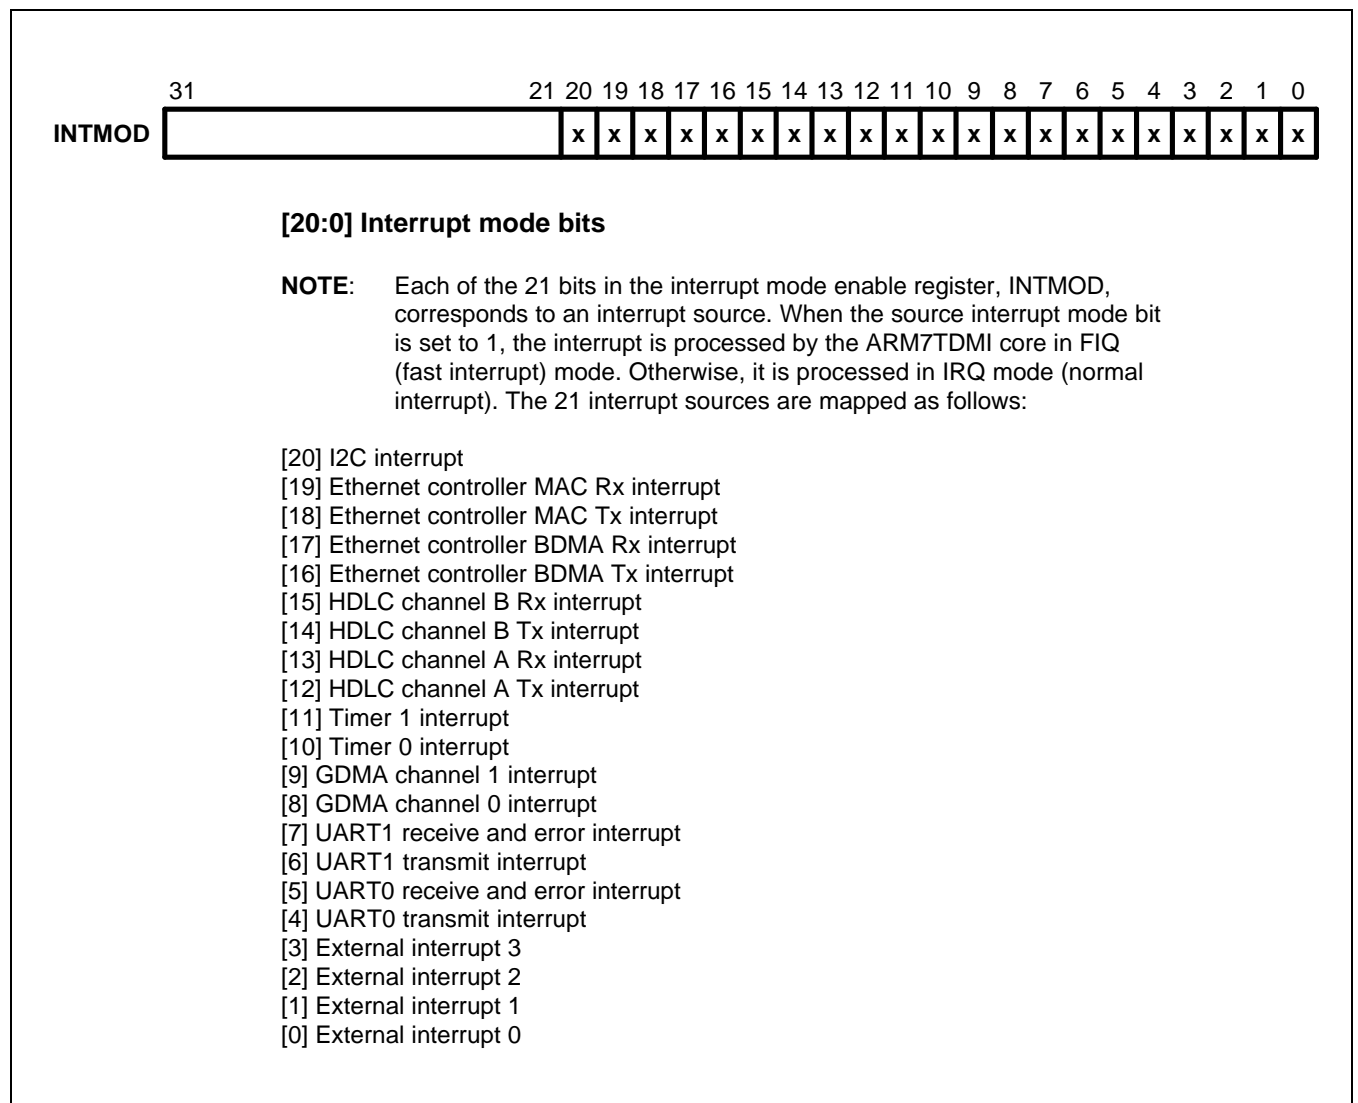 31 21 20 19 18 17 16 15 14 13 12 11 10 9 8 7 6 5 4 3 2 1 0
INTMOD x x x x x x x x x x x x x x x x x x x x x
[20:0] Interrupt mode bits
NOTE: Each of the 21 bits in the interrupt mode enable register, INTMOD,
corresponds to an interrupt source. When the source interrupt mode bit
is set to 1, the interrupt is processed by the ARM7TDMI core in FIQ
(fast interrupt) mode. Otherwise, it is processed in IRQ mode (normal
interrupt). The 21 interrupt sources are mapped as follows:
[20] I2C interrupt
[19] Ethernet controller MAC Rx interrupt
[18] Ethernet controller MAC Tx interrupt
[17] Ethernet controller BDMA Rx interrupt
[16] Ethernet controller BDMA Tx interrupt
[15] HDLC channel B Rx interrupt
[14] HDLC channel B Tx interrupt
[13] HDLC channel A Rx interrupt
[12] HDLC channel A Tx interrupt
[11] Timer 1 interrupt
[10] Timer 0 interrupt
[9] GDMA channel 1 interrupt
[8] GDMA channel 0 interrupt
[7] UART1 receive and error interrupt
[6] UART1 transmit interrupt
[5] UART0 receive and error interrupt
[4] UART0 transmit interrupt
[3] External interrupt 3
[2] External interrupt 2
[1] External interrupt 1
[0] External interrupt 0